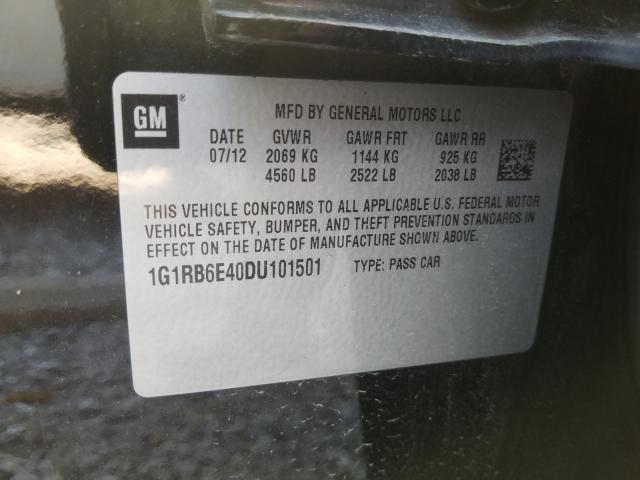 GM ®
MFD BY GENERAL MOTORS LLC
DATE GVWR GAWR FRT GAWR RR
07/12 2069 KG 1144 KG 925 KG
4560 LB 2522 LB 2038 LB
THIS VEHICLE CONFORMS TO ALL APPLICABLE U.S. FEDERAL MOTOR
VEHICLE SAFETY, BUMPER, AND THEFT PREVENTION STANDARDS IN
EFFECT ON THE DATE OF MANUFACTURE SHOWN ABOVE.
1G1RB6E40DU101501 TYPE: PASS CAR